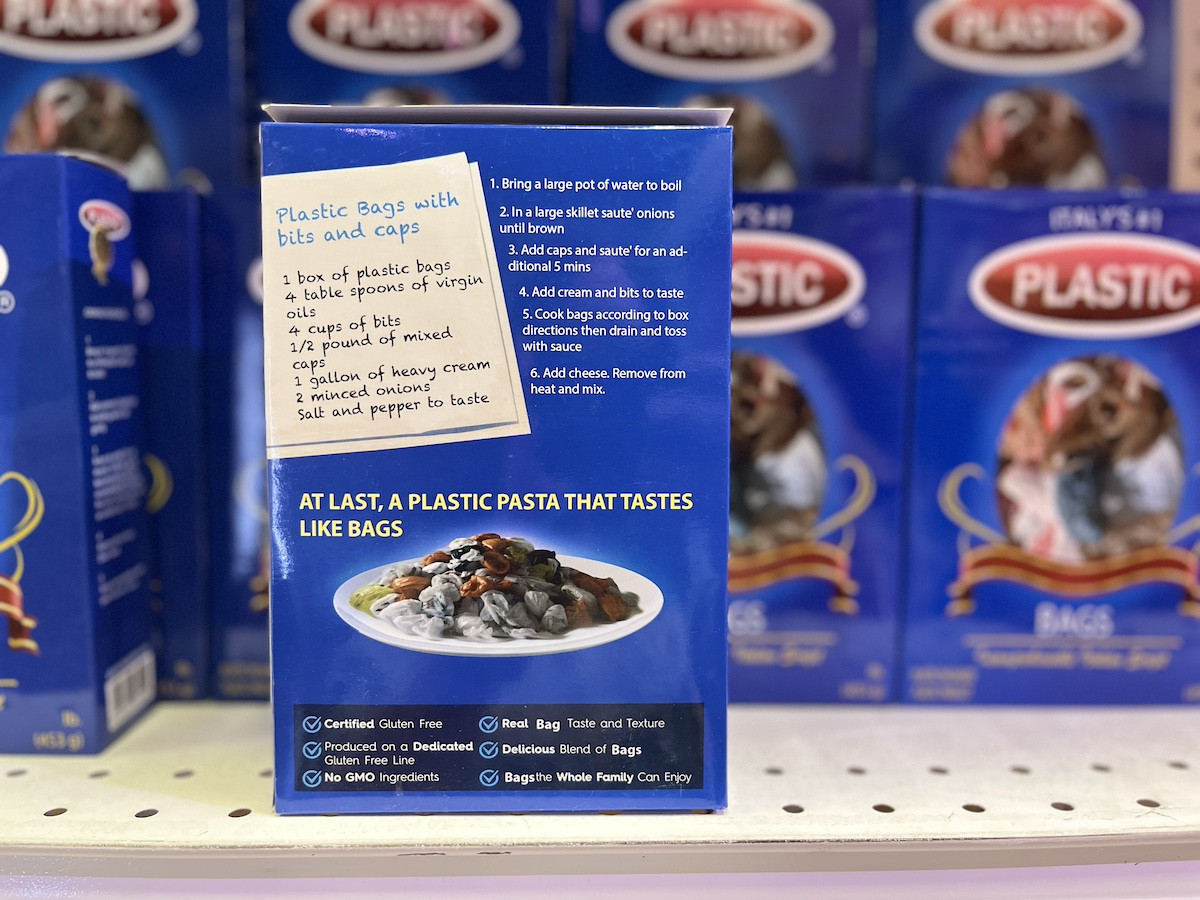 PLASTIC
PLASTIC
PLASTIC
PLASTIC
Plastic Bags with
bits and caps
1 box of plastic bags
4 table spoons of virgin
oils
4 cups of bits
1/2 pound of mixed
caps
1 gallon of heavy cream
2 minced onions
Salt and pepper to taste
1. Bring a large pot of water to boil
2. In a large skillet saute' onions
until brown
3. Add caps and saute' for an ad-
ditional 5 mins
4. Add cream and bits to taste
5. Cook bags according to box
directions then drain and toss
with sauce
6. Add cheese. Remove from
heat and mix.
AT LAST, A PLASTIC PASTA THAT TASTES
LIKE BAGS
Certified Gluten Free
Produced on a Dedicated
Gluten Free Line
No GMO Ingredients
Real Bag Taste and Texture
Delicious Blend of Bags
Bags the Whole Family Can Enjoy
Y'S #1
STIC
GS
ITALY'S #1
PLASTIC
BAGS
lb.
(453 g)